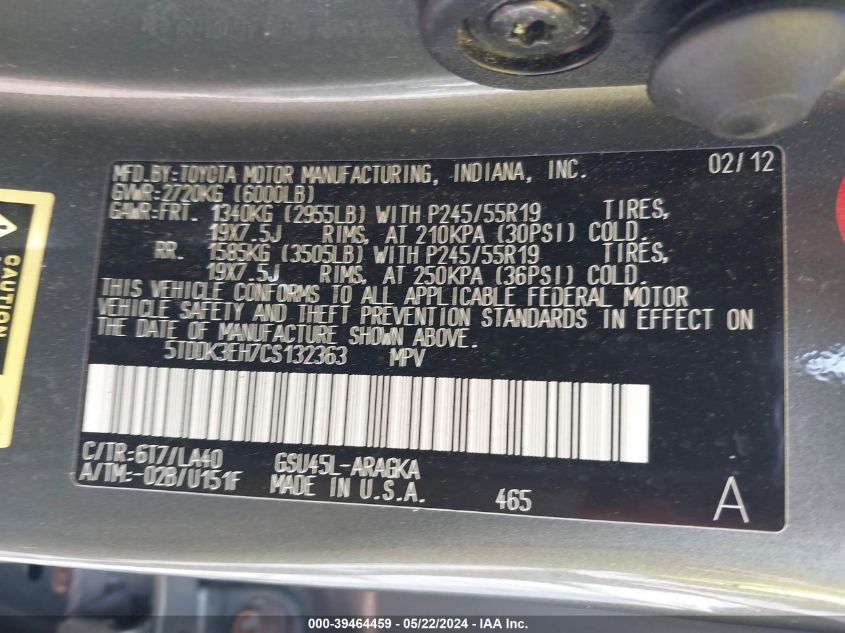 MFD.BY:TOYOTA MOTOR MANUFACTURING, INDIANA, INC. 02/12
GVWR:2720KG (6000LB)
GAWR:FRT. 1340KG (2955LB) WITH P245/55R19 TIRES,
19X7.5J RIMS, AT 210KPA (30PSI) COLD.
RR. 1585KG (3505LB) WITH P245/55R19 TIRES,
19X7.5J RIMS, AT 250KPA (36PSI) COLD.
THIS VEHICLE CONFORMS TO ALL APPLICABLE FEDERAL MOTOR
VEHICLE SAFETY AND THEFT PREVENTION STANDARDS IN EFFECT ON
THE DATE OF MANUFACTURE SHOWN ABOVE.
5TDDK3EH7CS132363 MPV
C/TR:6T7/LA40 GSU45L-ARAGKA
A/TM:-02B/U151F MADE IN U.S.A. 465 A
CAUTION
000-39464459 - 05/22/2024 - IAAI.COM